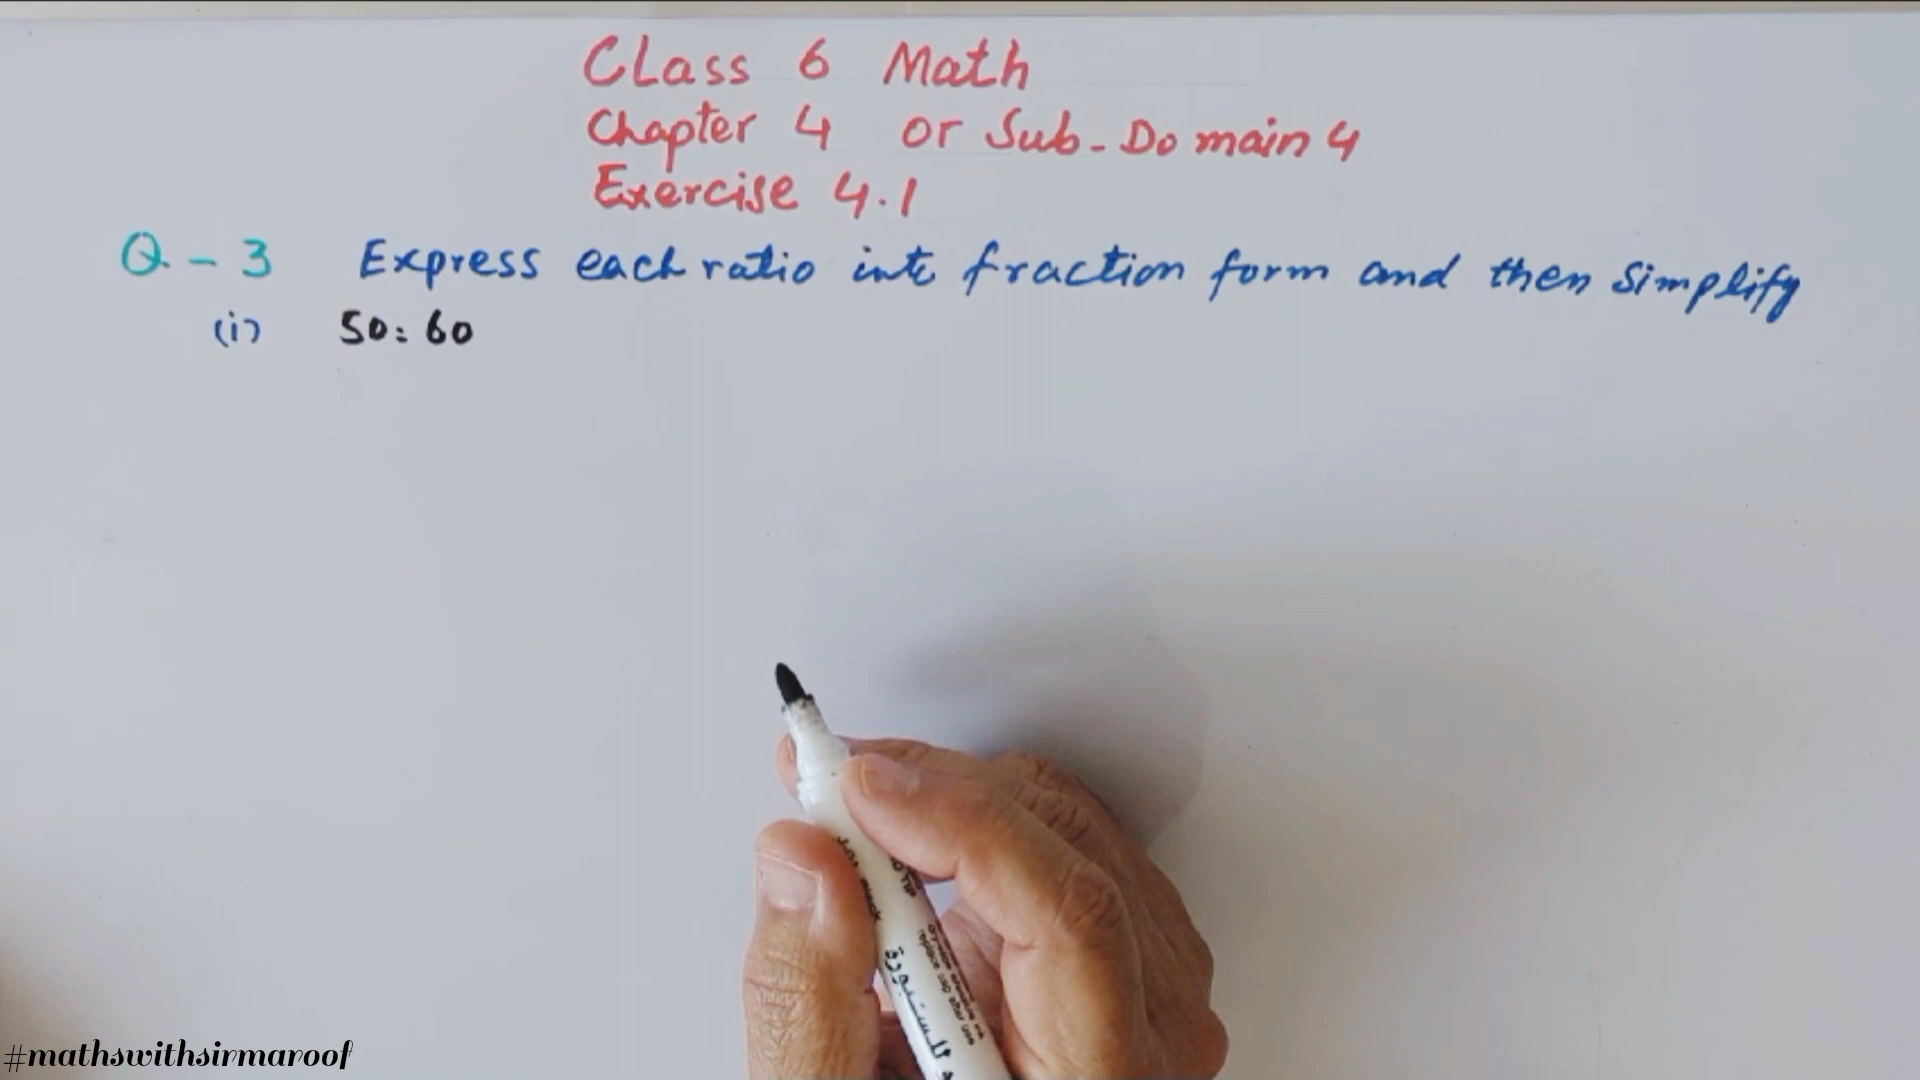 Class 6 Math
Chapter 4 or Sub-Domain 4
Exercise 4.1
Q-3 Express each ratio into fraction form and then Simplify
(i) 50:60
للسبورة
#mathswithsirmaroof